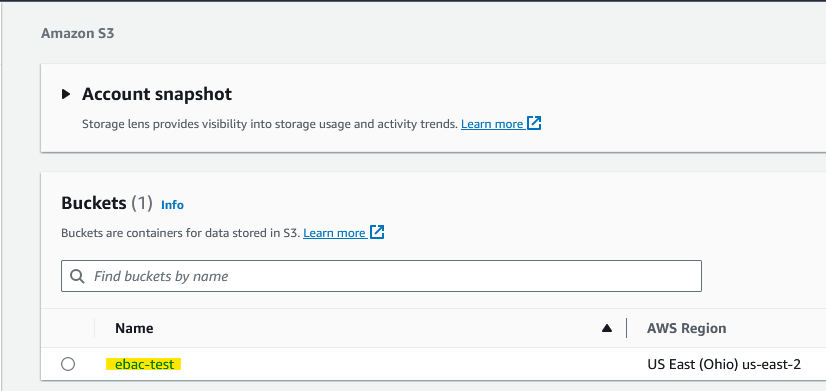 Amazon S3
Account snapshot
Storage lens provides visibility into storage usage and activity trends. Learn more
Buckets (1) Info
Buckets are containers for data stored in S3. Learn more
Find buckets by name
Name AWS Region
ebac-test US East (Ohio) us-east-2